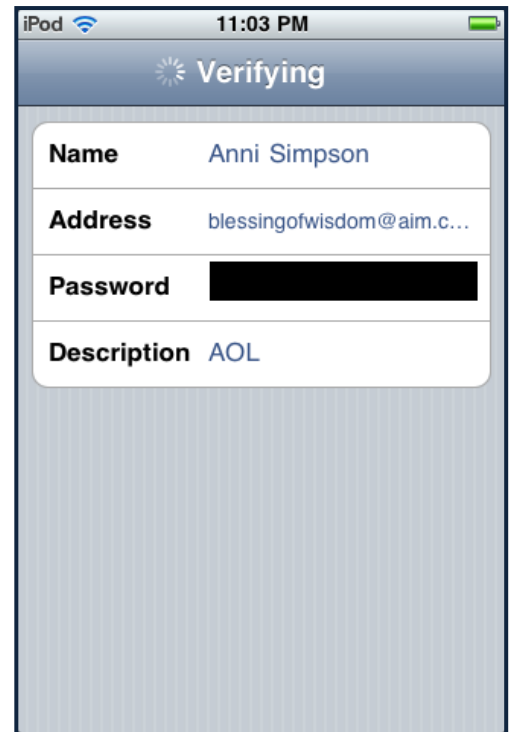 iPod 11:03 PM
Verifying
Name Anni Simpson
Address blessingofwisdom@aim.c...
Password
Description AOL